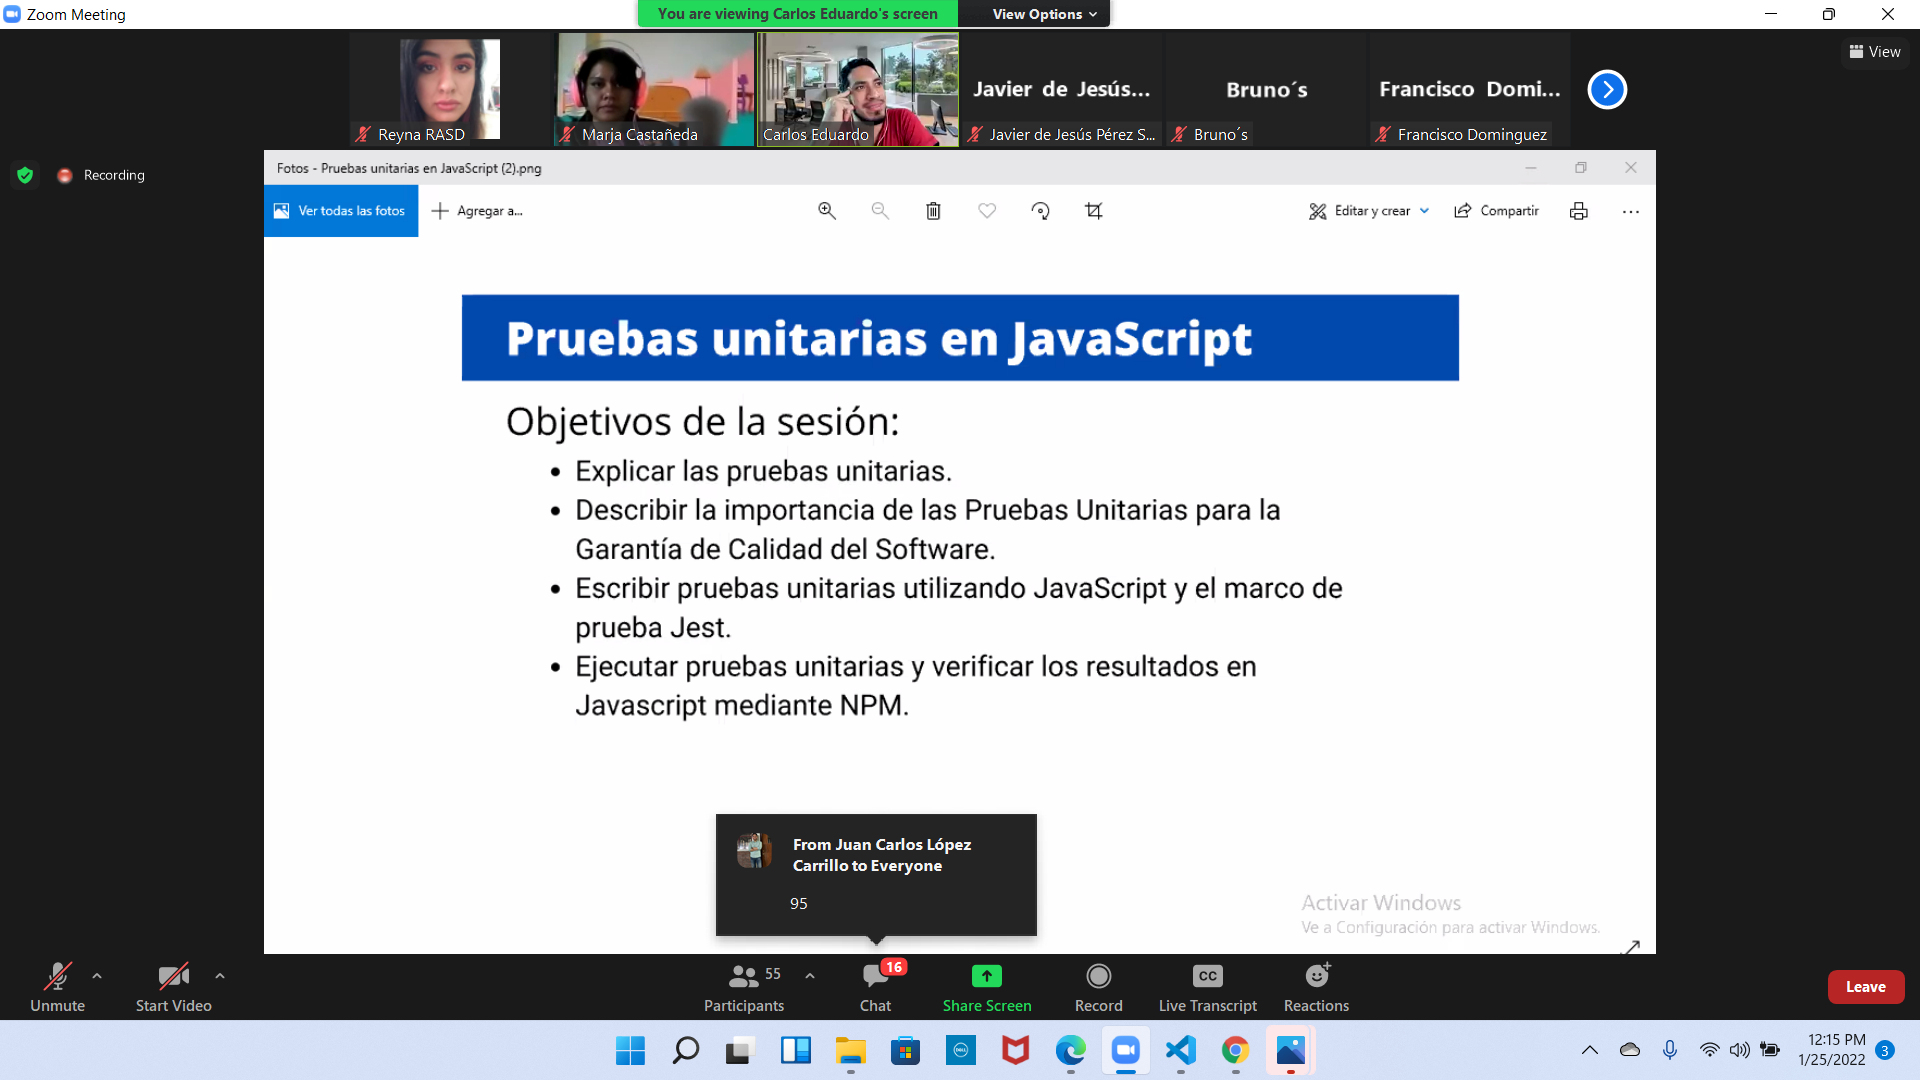 Zoom Meeting
You are viewing Carlos Eduardo's screen
View Options
View
Reyna RASD
Marja Castañeda
Carlos Eduardo
Javier de Jesús...
Javier de Jesús Pérez S...
Bruno´s
Bruno´s
Francisco Domi...
Francisco Dominguez
Recording
Fotos - Pruebas unitarias en JavaScript (2).png
Ver todas las fotos
Agregar a...
Editar y crear
Compartir
Pruebas unitarias en JavaScript
Objetivos de la sesión:
• Explicar las pruebas unitarias.
• Describir la importancia de las Pruebas Unitarias para la
Garantía de Calidad del Software.
• Escribir pruebas unitarias utilizando JavaScript y el marco de
prueba Jest.
• Ejecutar pruebas unitarias y verificar los resultados en
Javascript mediante NPM.
From Juan Carlos López
Carrillo to Everyone
95
Activar Windows
Ve a Configuración para activar Windows.
Unmute
Start Video
55
Participants
16
Chat
Share Screen
Record
CC
Live Transcript
Reactions
Leave
DELL
12:15 PM
1/25/2022
3